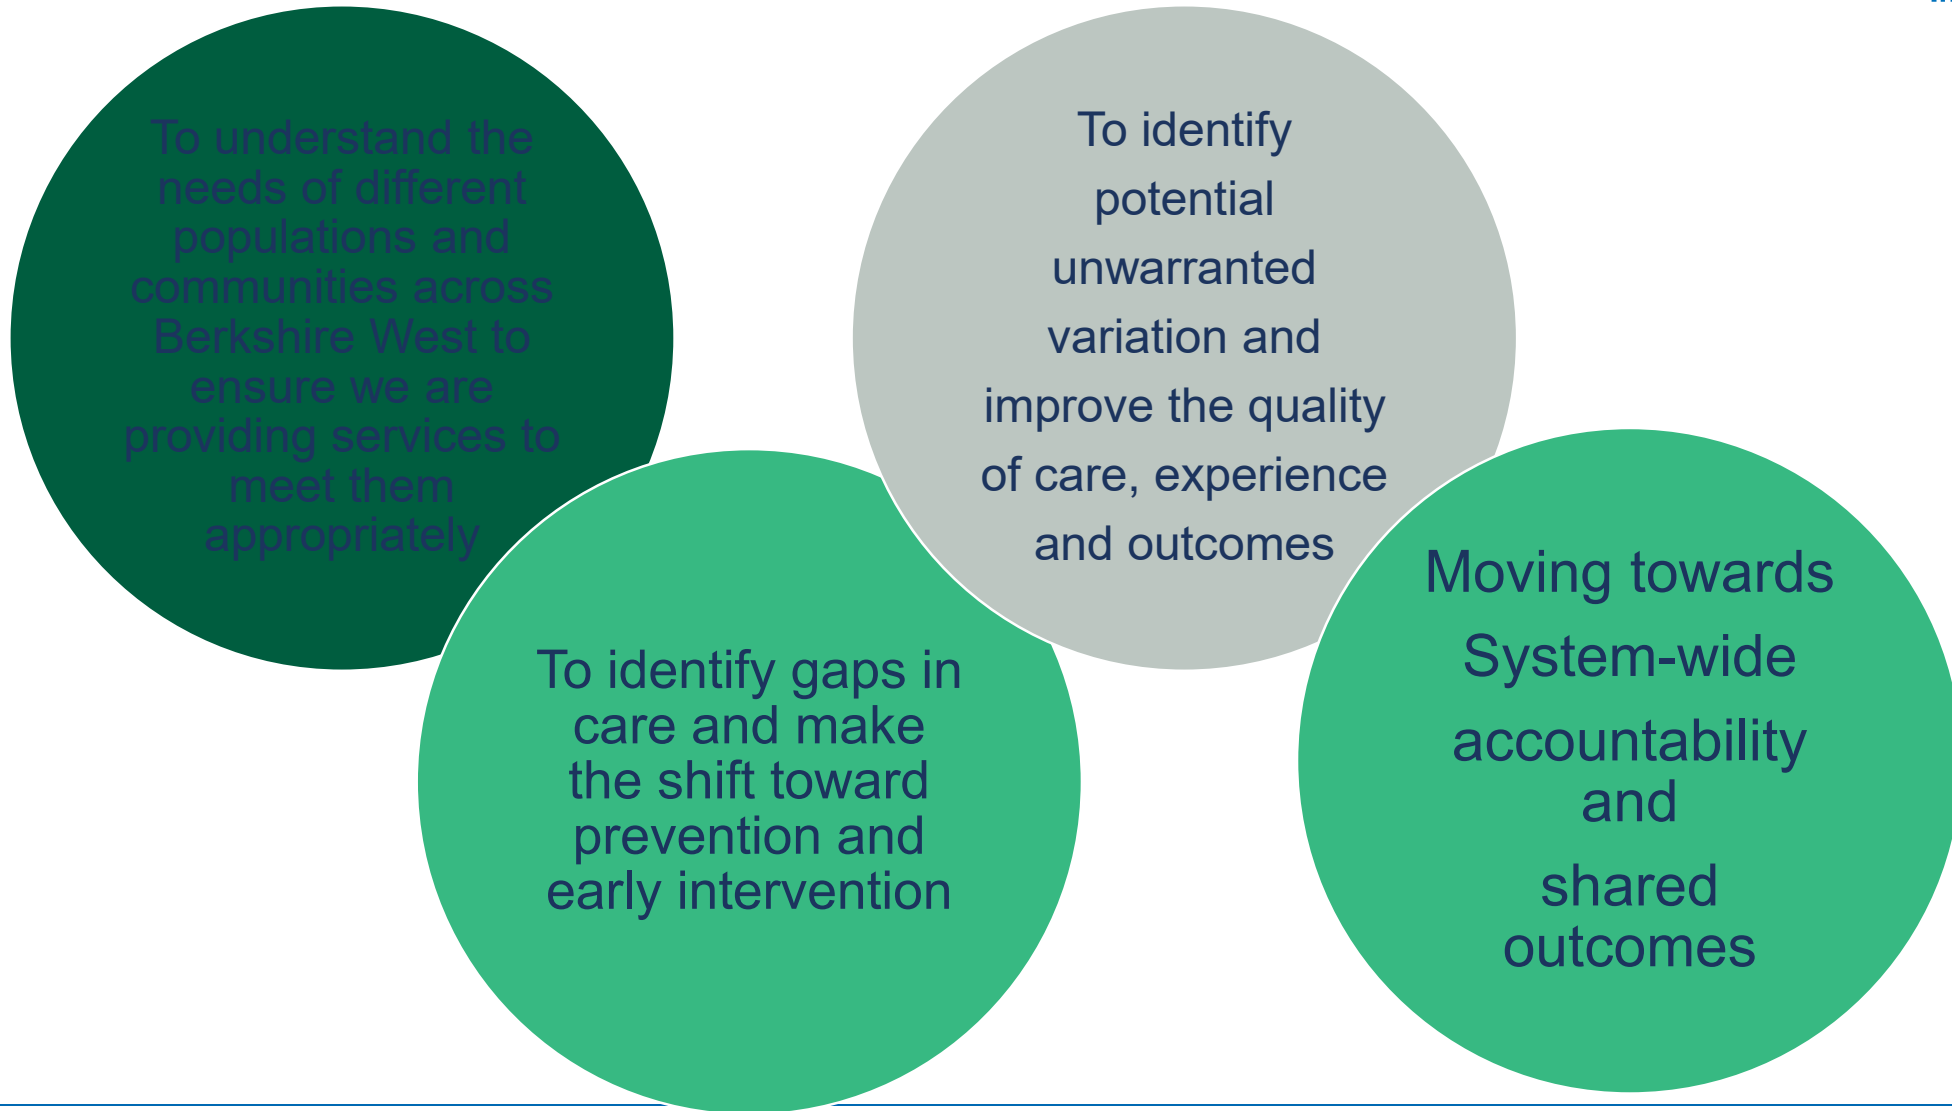 To understand the
needs of different
populations and
communities across
Berkshire West to
ensure we are
providing services to
meet them
appropriately
To identify gaps in
care and make
the shift toward
prevention and
early intervention
To identify
potential
unwarranted
variation and
improve the quality
of care, experience
and outcomes
Moving towards
System-wide
accountability
and
shared
outcomes